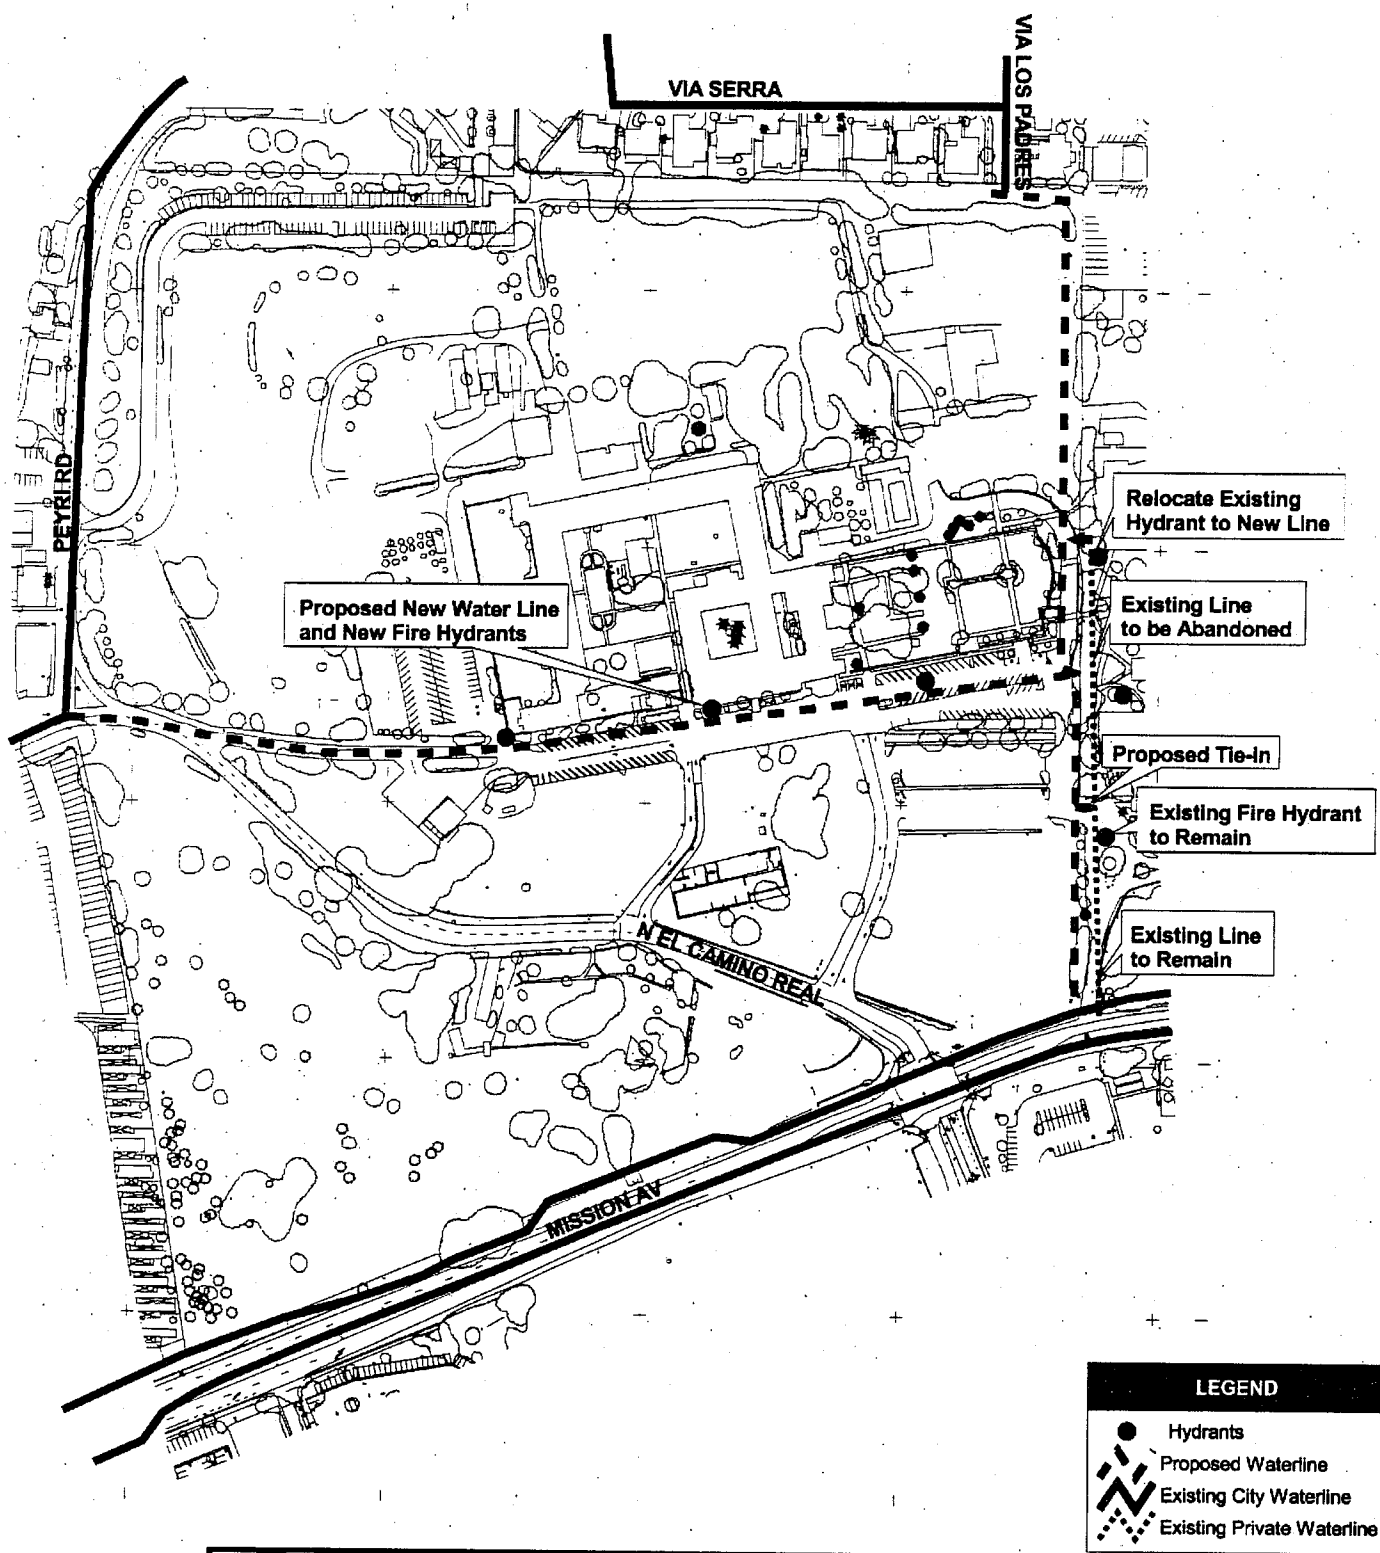 VIA LOS PADRES
VIA SERRA
PEYRI RD
Relocate Existing
Hydrant to New Line
Proposed New Water Line
and New Fire Hydrants
Existing Line
to be Abandoned
Proposed Tie-In
Existing Fire Hydrant
to Remain
N EL CAMINO REAL
Existing Line
to Remain
MISSION AV
LEGEND
Hydrants
Proposed Waterline
Existing City Waterline
Existing Private Waterline